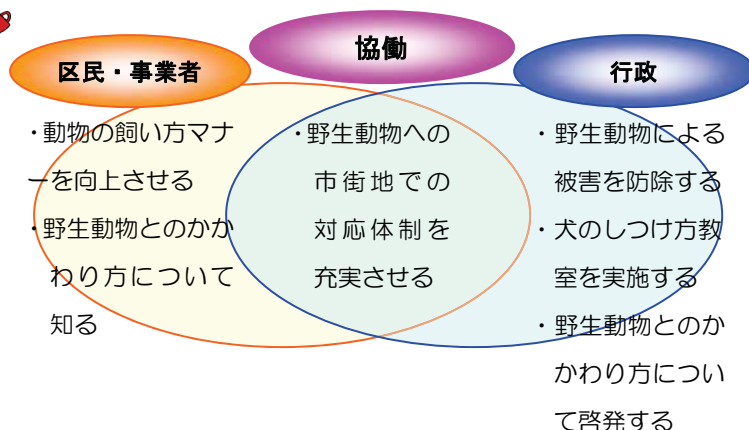 協働
区民・事業者
行政
・動物の飼い方マナ
ーを向上させる
・野生動物とのかか
わり方について
知る
・野生動物への
市街地での
対応体制を
充実させる
・野生動物による
被害を防除する
・犬のしつけ方教
室を実施する
・野生動物とのか
かわり方につい
て啓発する